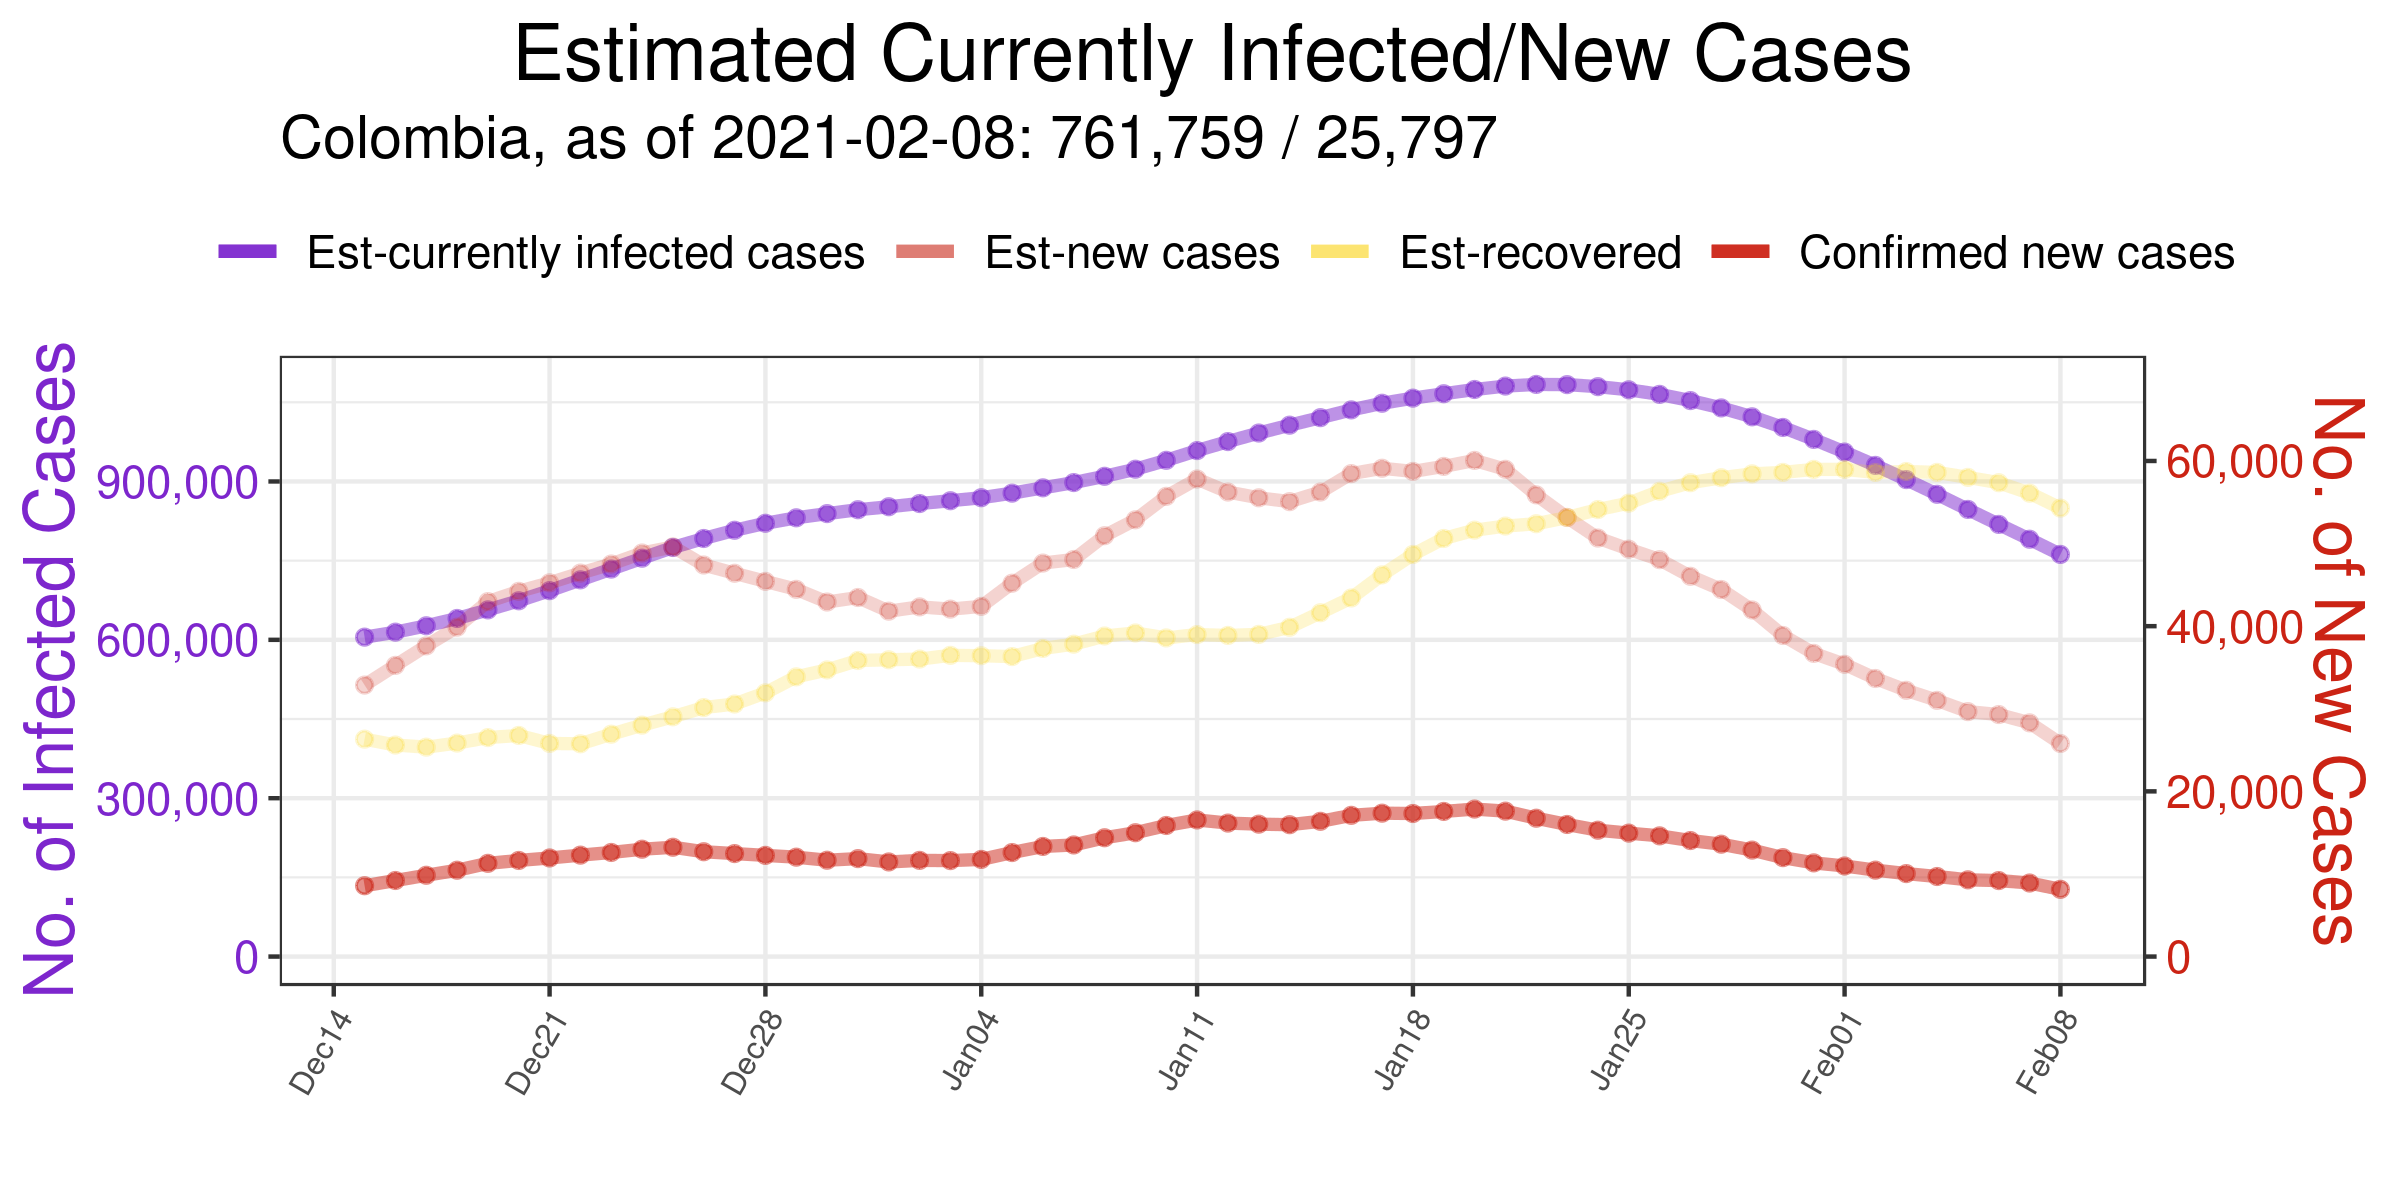 Estimated Currently Infected/New Cases
Colombia, as of 2021-02-08: 761,759 / 25,797
Est-currently infected cases Est-new cases Est-recovered Confirmed new cases
No. of Infected Cases
900,000
600,000
300,000
0
60,000
40,000
20,000
0
No. of New Cases
Dec14 Dec21 Dec28 Jan04 Jan11 Jan18 Jan25 Feb01 Feb08